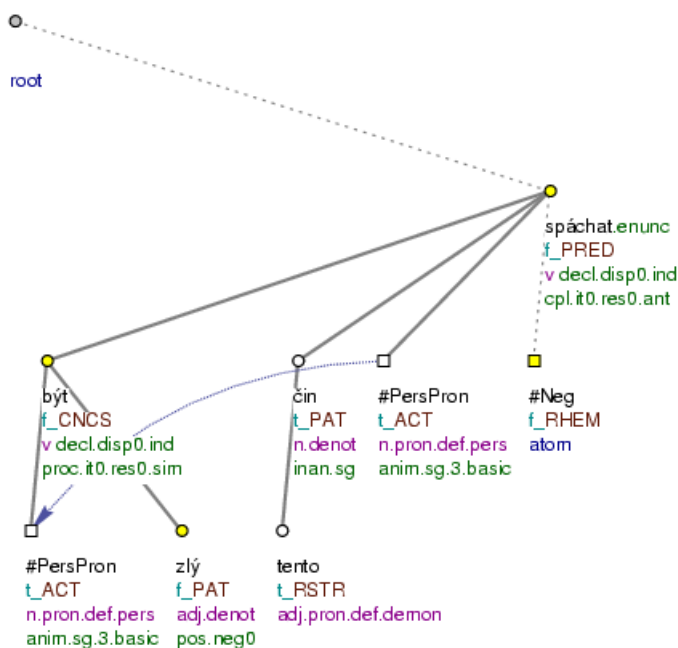 root
spáchat.enunc
f_PRED
v decl.disp0.ind
cpl.it0.res0.ant
být
f_CNCS
v decl.disp0.ind
proc.it0.res0.sim
čin
t_PAT
n.denot
inan.sg
#PersPron
t_ACT
n.pron.def.pers
anim.sg.3.basic
#Neg
f_RHEM
atom
#PersPron
t_ACT
n.pron.def.pers
anim.sg.3.basic
zlý
f_PAT
adj.denot
pos.neg0
tento
t_RSTR
adj.pron.def.demon